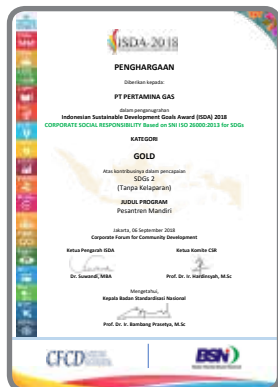 ISDA-2018
PENGHARGAAN
Diberikan kepada:
PT PERTAMINA GAS
dalam penganugrahan
Indonesian Sustainable Development Goals Award (ISDA) 2018
CORPORATE SOCIAL RESPONSIBILITY Based on SNI ISO 26000:2013 for SDGs
KATEGORI
GOLD
Atas kontribusinya dalam pencapaian
SDGs 2
(Tanpa Kelaparan)
JUDUL PROGRAM
Pesantren Mandiri
Jakarta, 06 September 2018
Corporate Forum for Community Development
Ketua Pengarah ISDA Ketua Komite CSR
Dr. Suwandi, MBA Prof. Dr. Ir. Hardinsyah, M.Sc
Mengetahui,
Kepala Badan Standardisasi Nasional
Prof. Dr. Ir. Bambang Prasetya, M.Sc
CFCD BSN